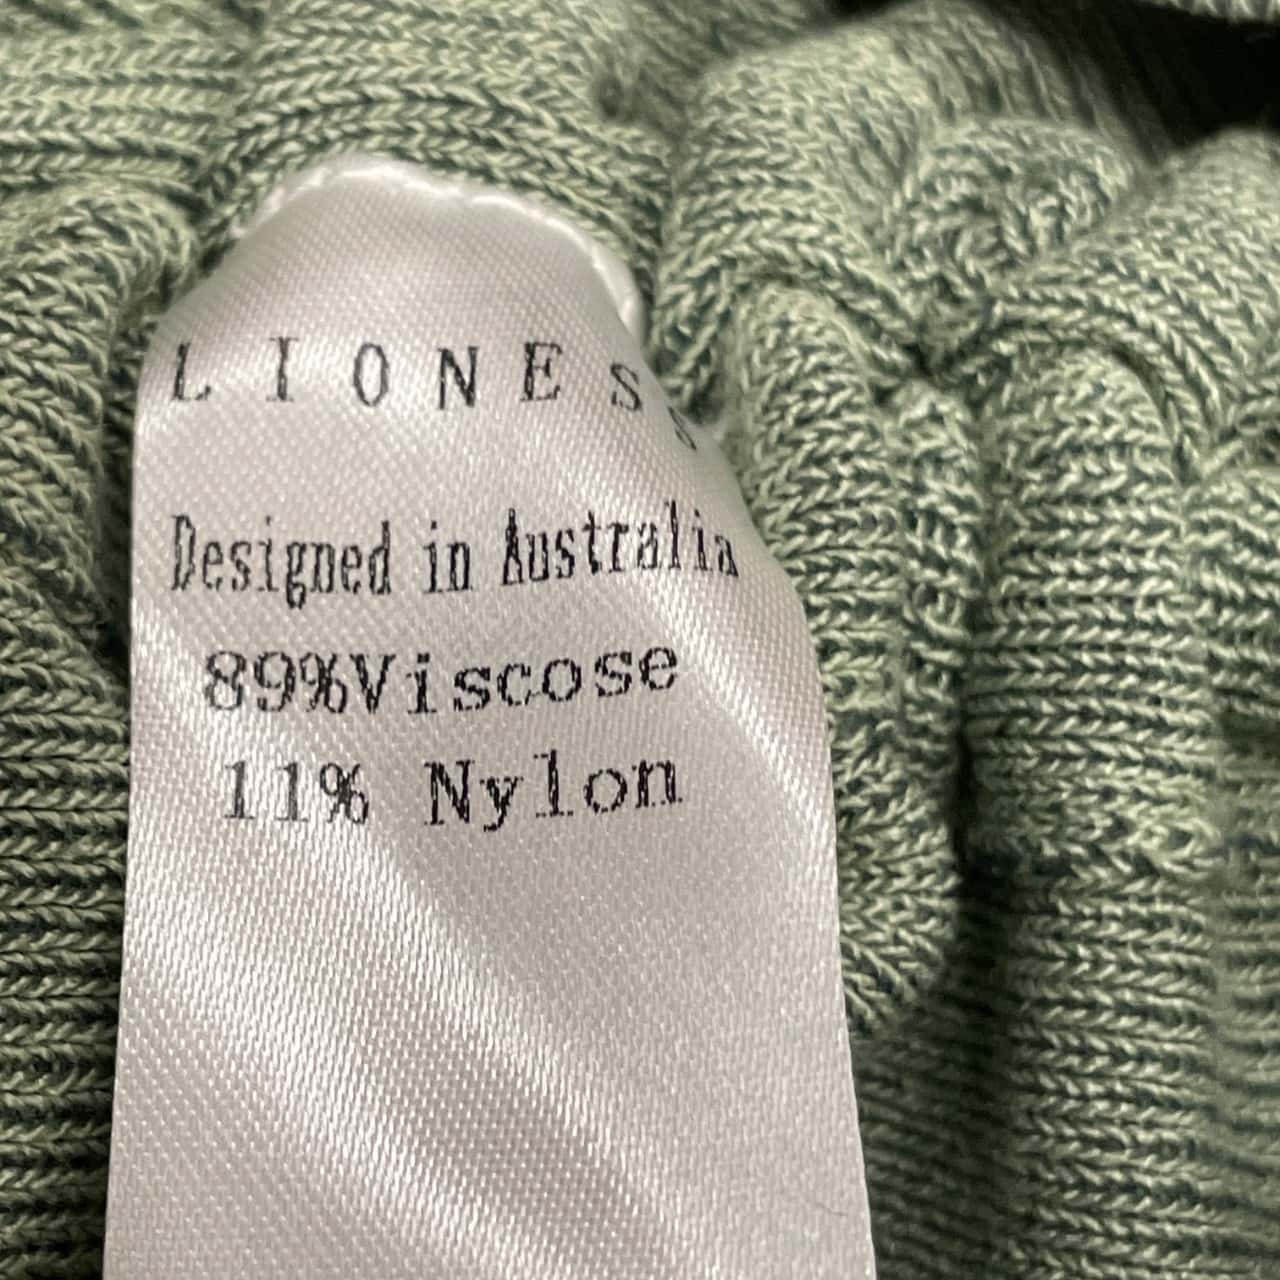 LIONESS
Designed in Australia
89%Viscose
11% Nylon